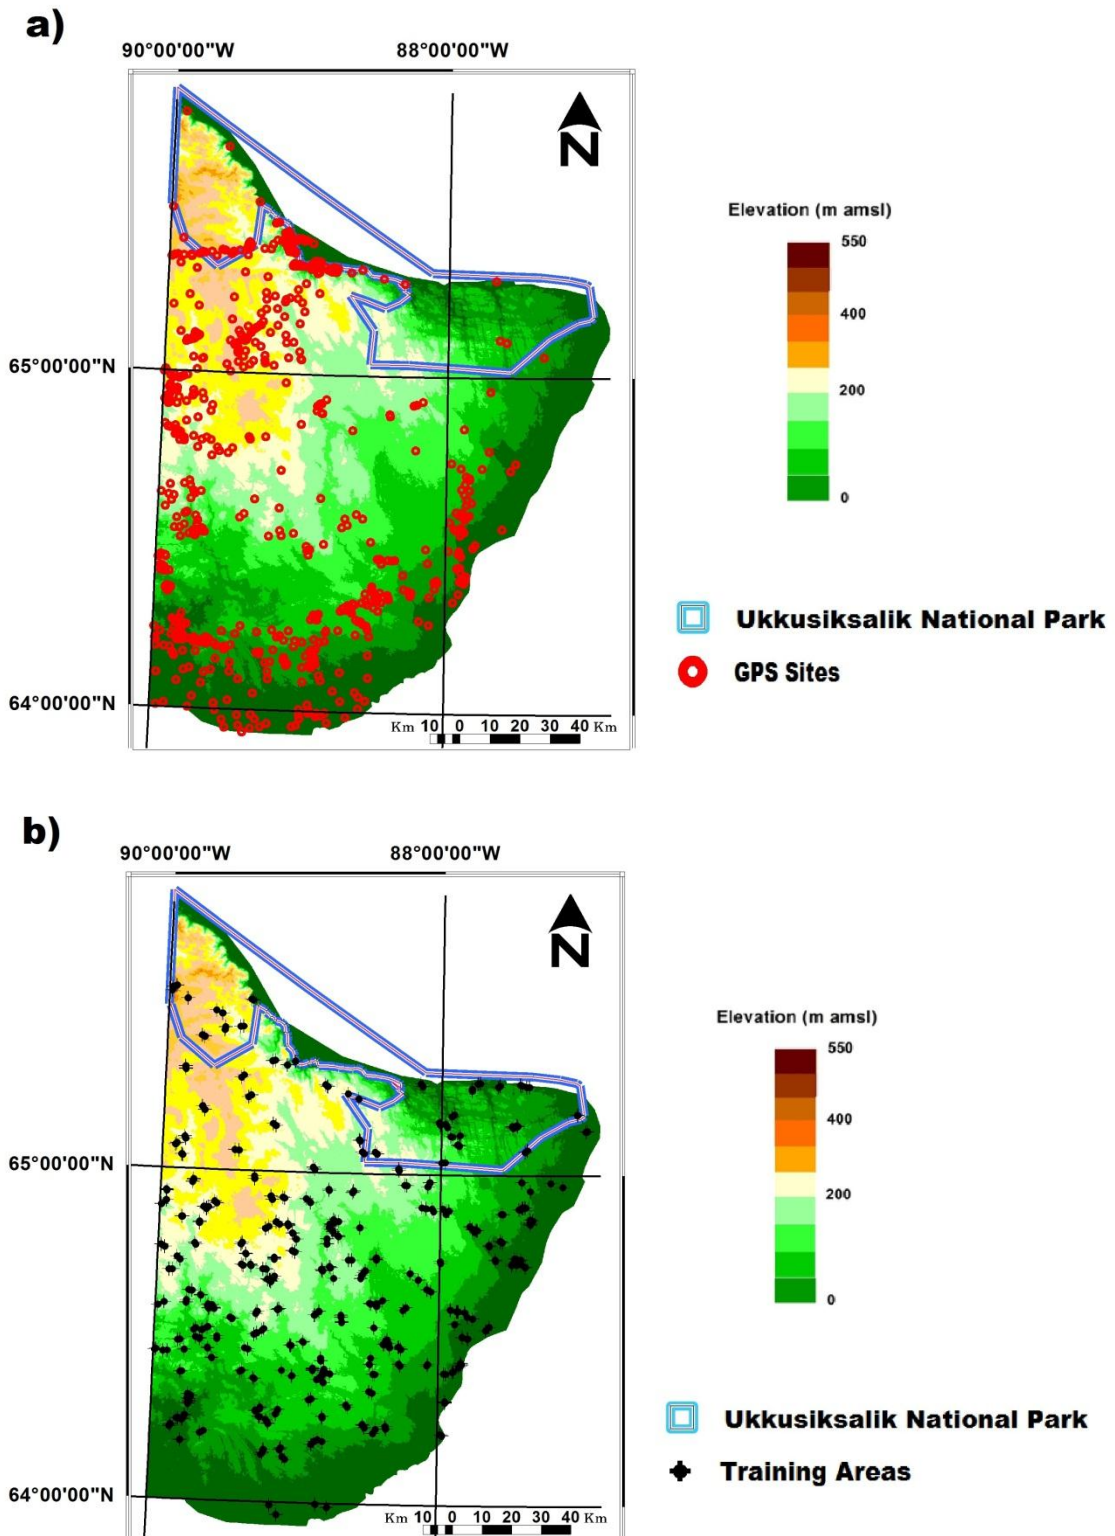 a)
90°00'00"W 88°00'00"W
N
Elevation (m amsl)
550
400
200
0
65°00'00"N
Ukkusiksalik National Park
GPS Sites
64°00'00"N
Km 10 0 10 20 30 40 Km
b)
90°00'00"W 88°00'00"W
N
Elevation (m amsl)
550
400
200
0
65°00'00"N
Ukkusiksalik National Park
Training Areas
64°00'00"N
Km 10 0 10 20 30 40 Km